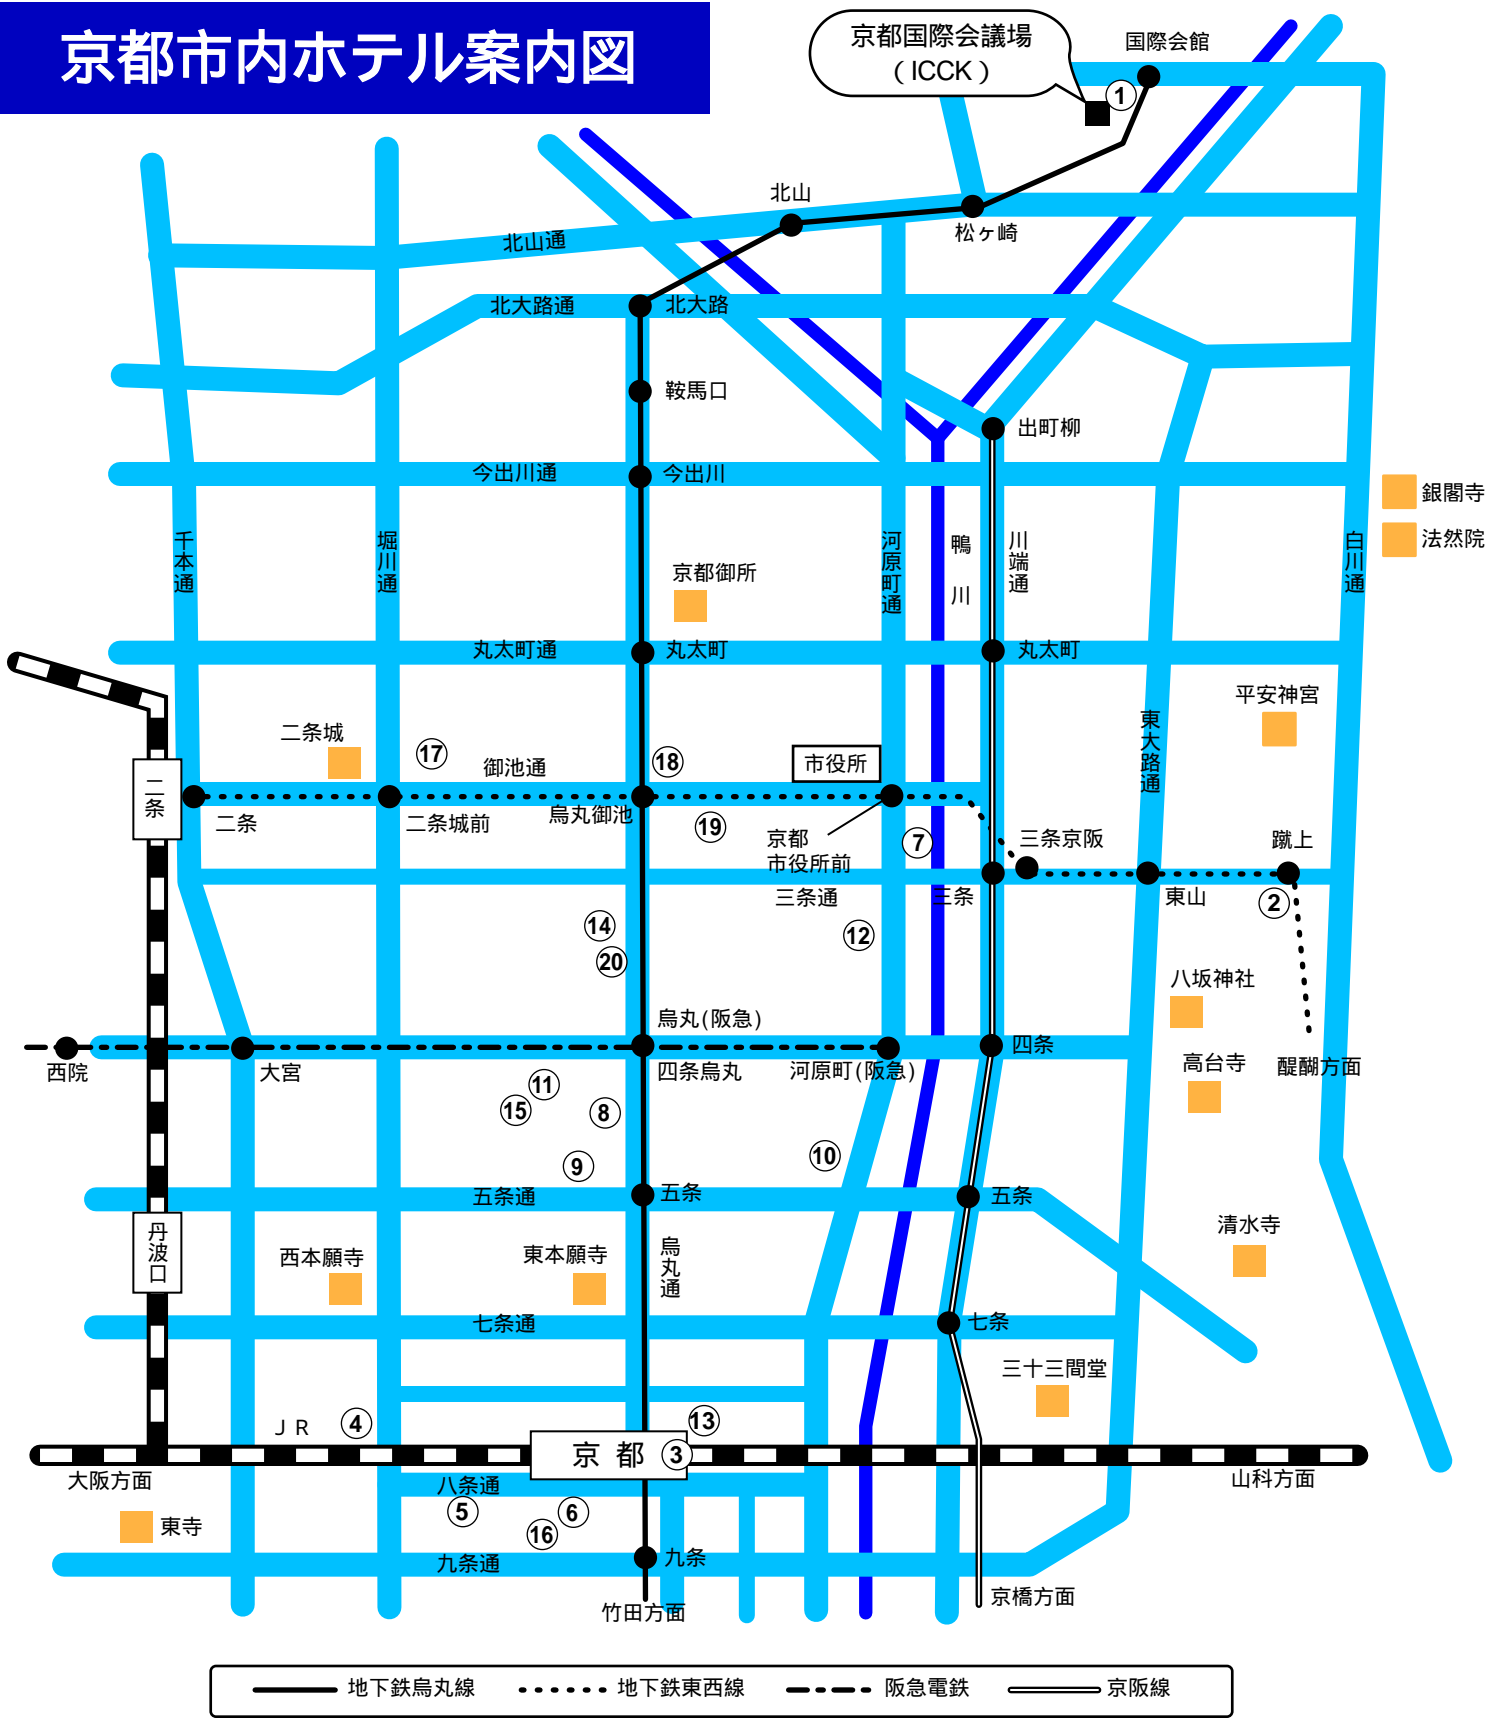 京都市内ホテル案内図
京都国際会議場
（ICCK）
国際会館
①
北山
松ヶ崎
北山通
北大路通
北大路
鞍馬口
出町柳
今出川通
今出川
銀閣寺
法然院
千本通
堀川通
河原町通
鴨川
川端通
白川通
京都御所
丸太町通
丸太町
丸太町
平安神宮
東大路通
二条城
⑰
御池通
⑱
市役所
二条
二条
二条城前
烏丸御池
⑲
京都
市役所前
⑦
三条京阪
蹴上
三条通
三条
東山
②
⑭
⑫
⑳
八坂神社
烏丸(阪急)
四条
西院
大宮
四条烏丸
河原町(阪急)
高台寺
醍醐方面
⑪
⑮
⑧
⑨
⑩
五条通
五条
五条
丹波口
清水寺
西本願寺
東本願寺
烏丸通
七条通
七条
三十三間堂
ＪＲ
④
⑬
京都
③
大阪方面
山科方面
八条通
⑤
⑥
⑯
東寺
九条通
九条
竹田方面
京橋方面
地下鉄烏丸線
地下鉄東西線
阪急電鉄
京阪線